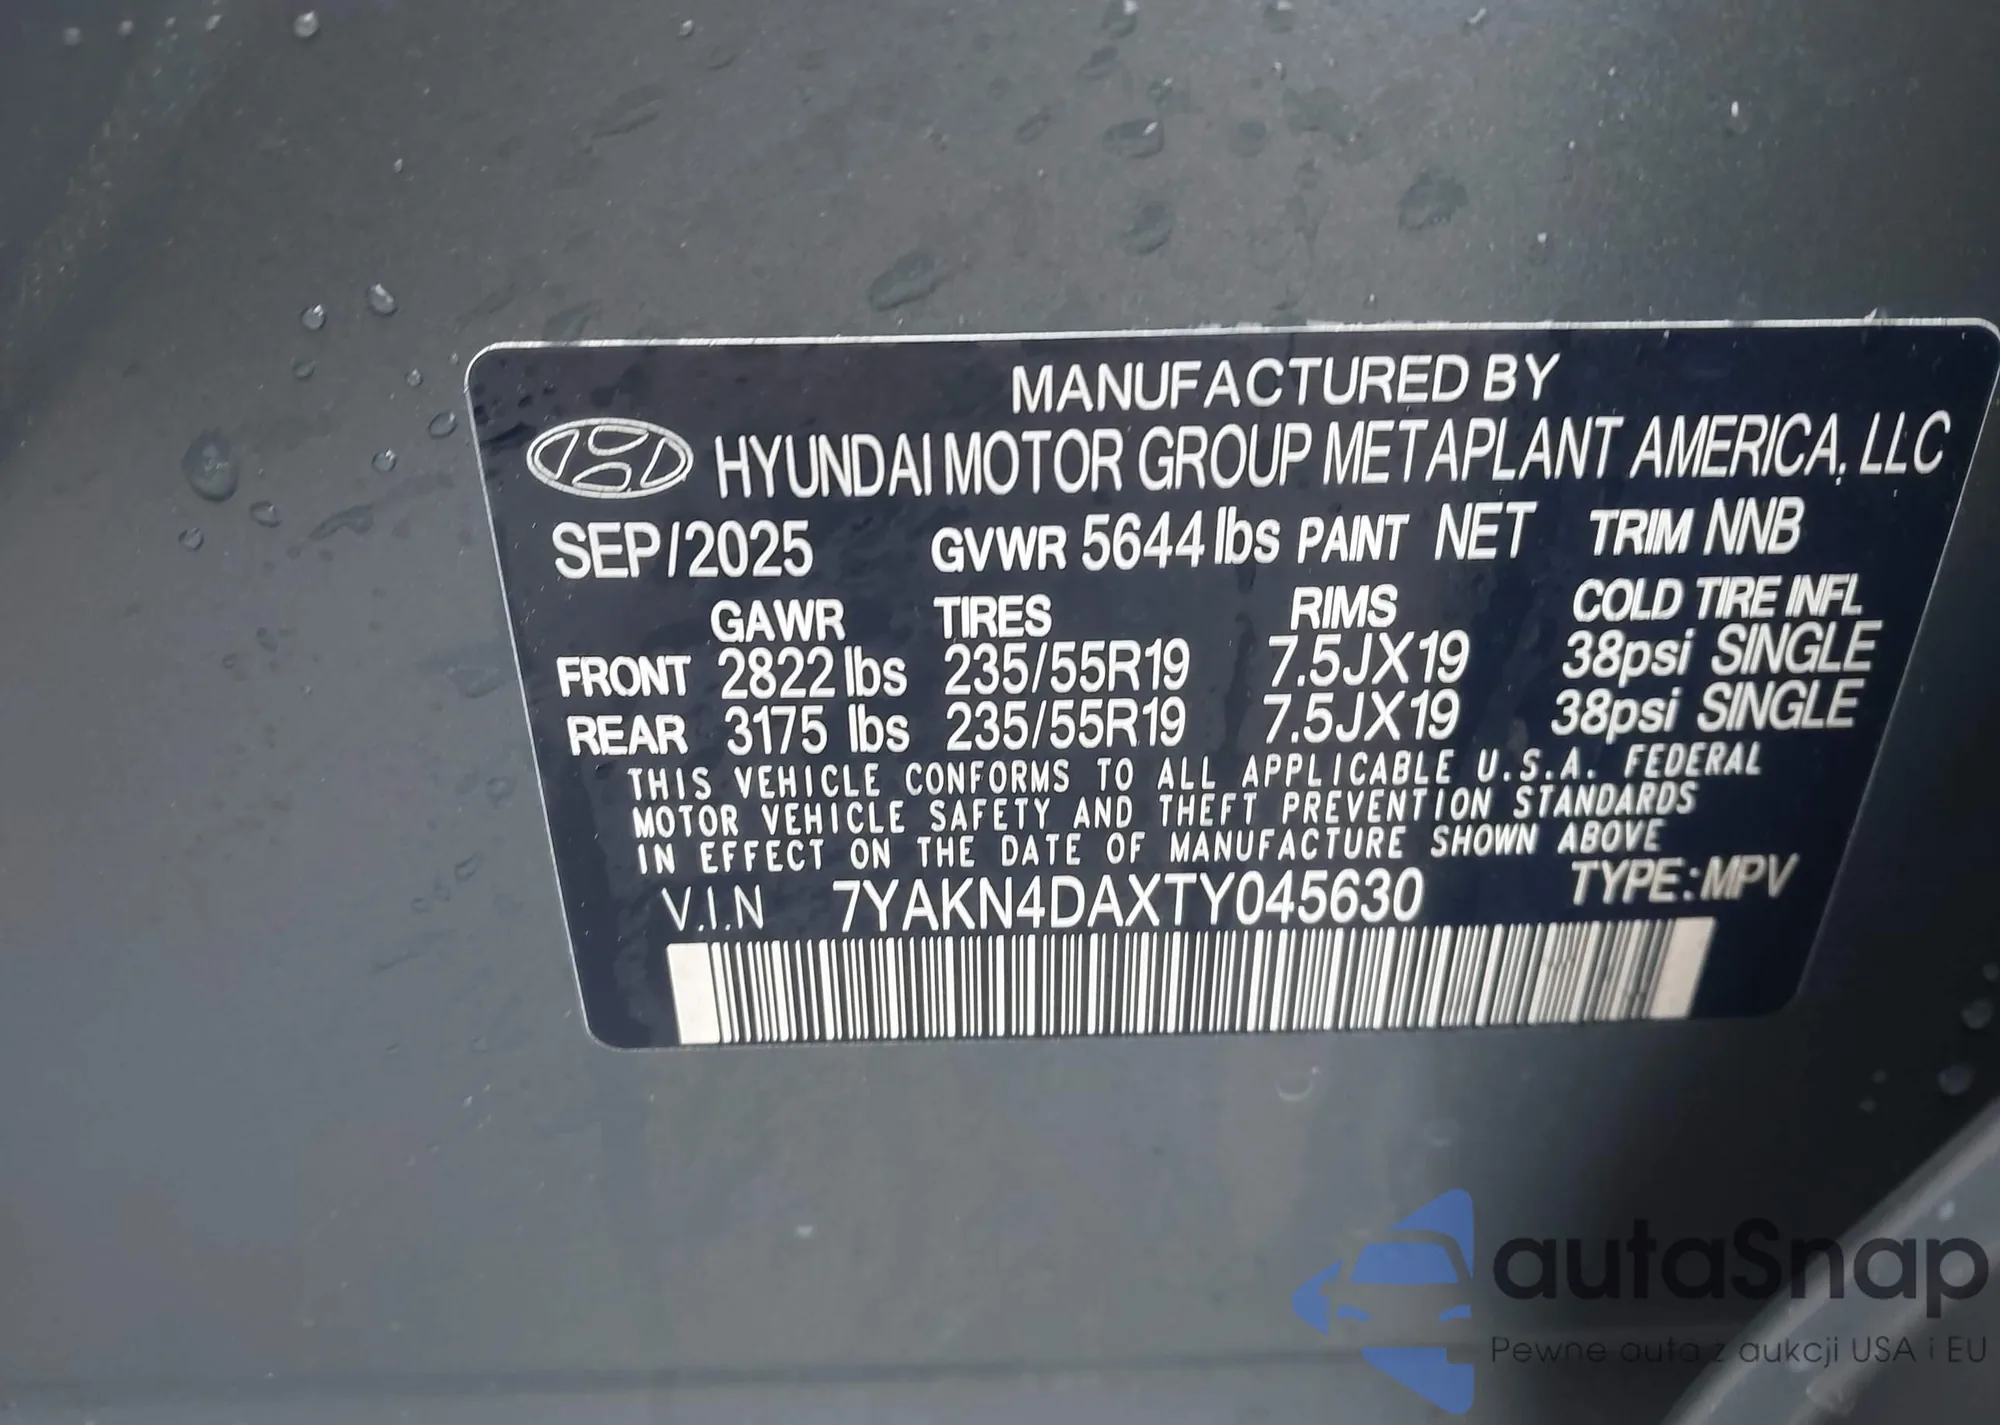 MANUFACTURED BY
HYUNDAI MOTOR GROUP METAPLANT AMERICA, LLC
SEP/2025 GVWR 5644 lbs PAINT NET TRIM NNB
GAWR TIRES RIMS COLD TIRE INFL
FRONT 2822 lbs 235/55R19 7.5JX19 38psi SINGLE
REAR 3175 lbs 235/55R19 7.5JX19 38psi SINGLE
THIS VEHICLE CONFORMS TO ALL APPLICABLE U.S.A. FEDERAL
MOTOR VEHICLE SAFETY AND THEFT PREVENTION STANDARDS
IN EFFECT ON THE DATE OF MANUFACTURE SHOWN ABOVE
V.I.N 7YAKN4DAXTY045630 TYPE:MPV
autaSnap
Pewne auta z aukcji USA i EU